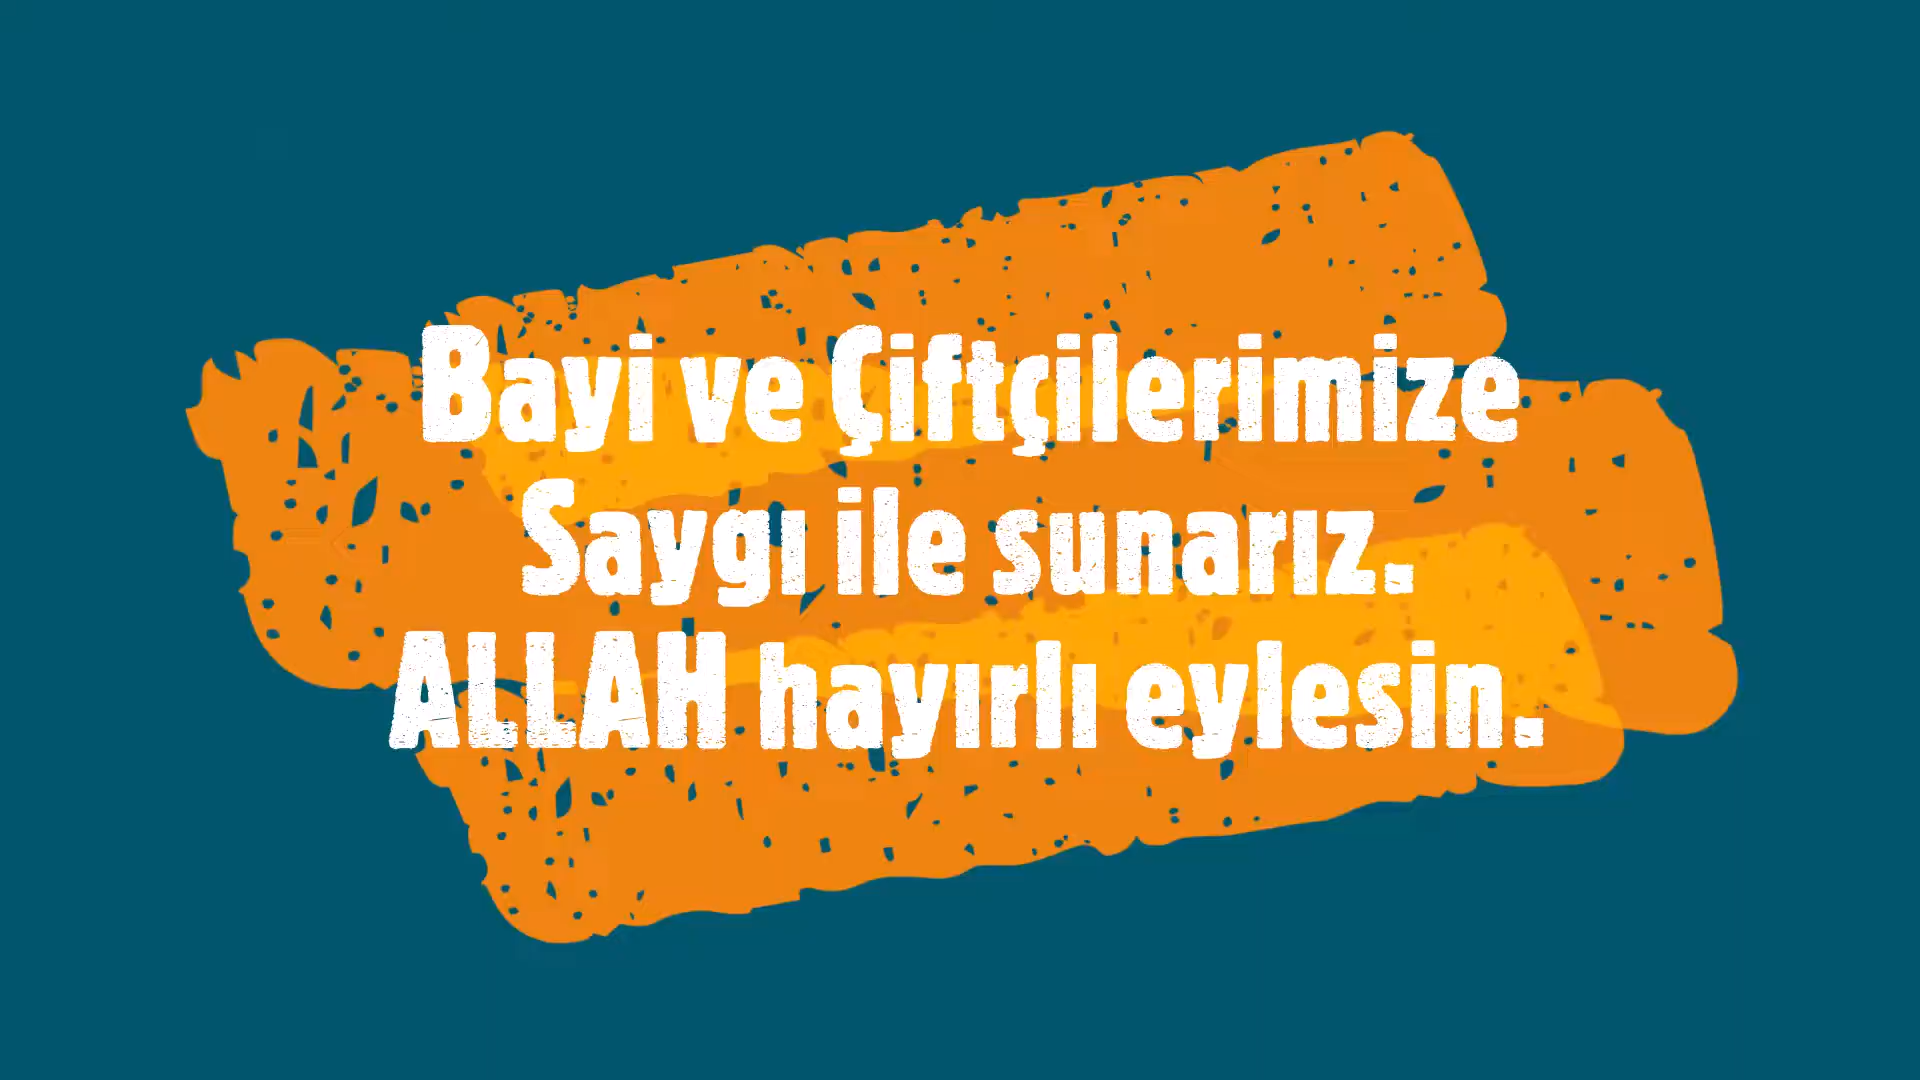 Bayi ve Çiftçilerimize
Saygı ile sunarız.
ALLAH hayırlı eylesin.